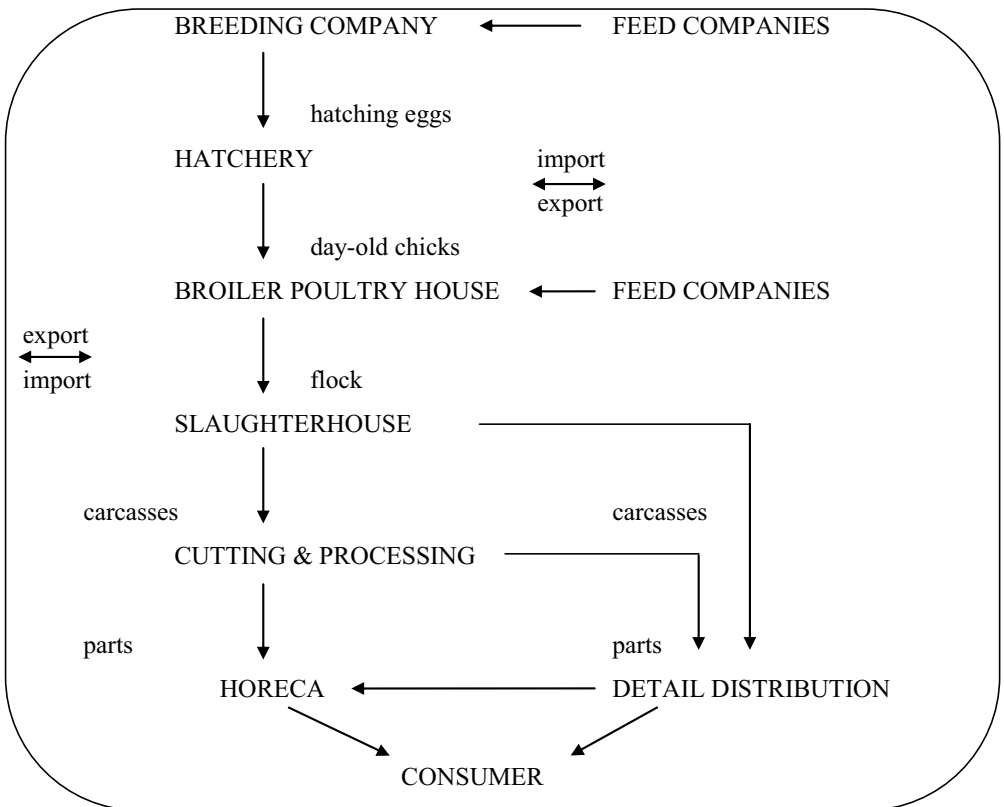 BREEDING COMPANY
FEED COMPANIES
hatching eggs
HATCHERY
import
export
day-old chicks
BROILER POULTRY HOUSE
FEED COMPANIES
export
import
flock
SLAUGHTERHOUSE
carcasses
carcasses
CUTTING & PROCESSING
parts
parts
HORECA
DETAIL DISTRIBUTION
CONSUMER